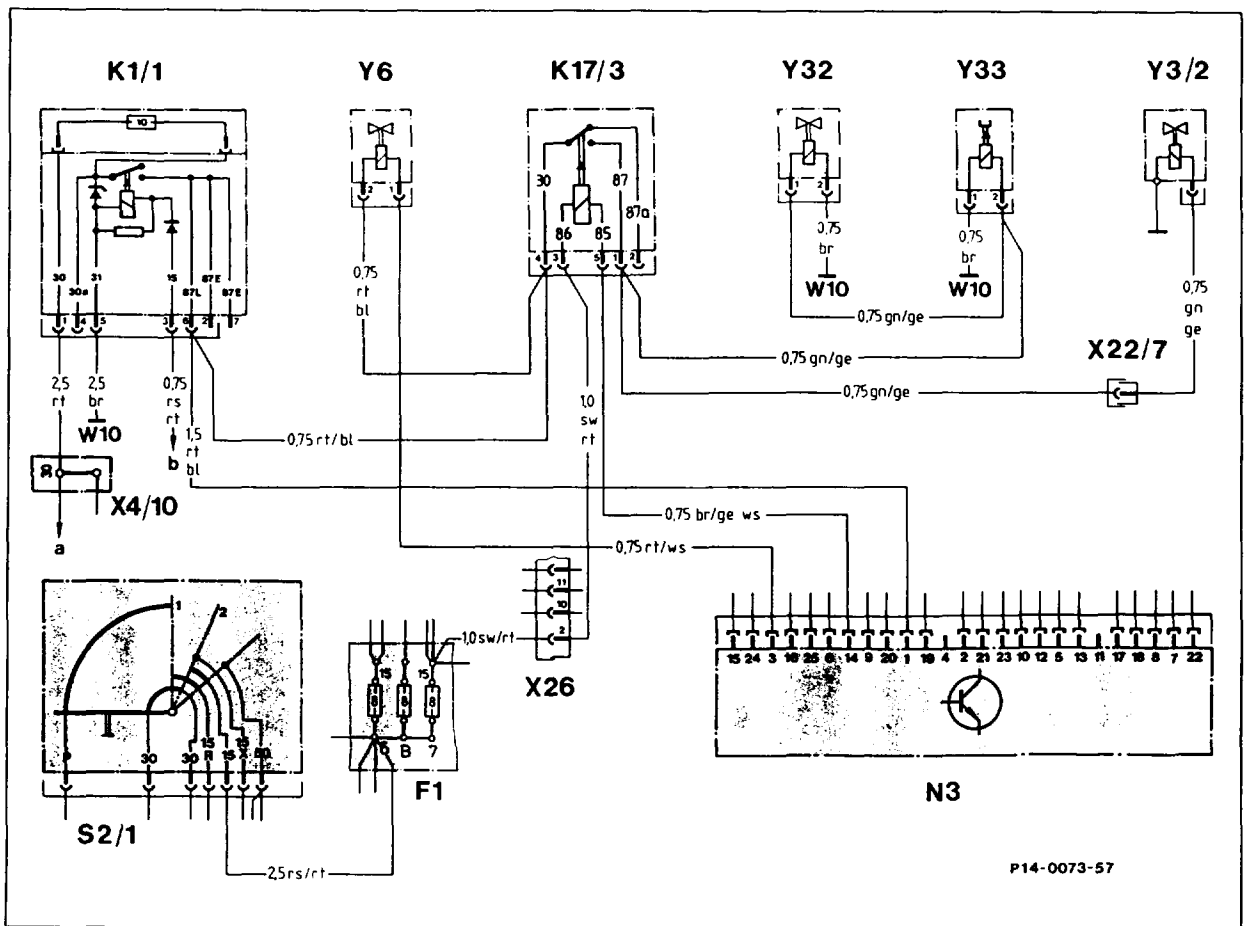 K1/1 Y6 K17/3 Y32 Y33 Y3/2
10
30 87
87a
86 85
30 31 15 87E
30a 87L 87E
1 4 5 3 6 2 7
2 1
4 3 5 1 2
1 2
1 2
0,75
rt
bl
0,75
br
W10
0,75
br
W10
0,75
gn
ge
0,75 gn/ge
0,75 gn/ge
0,75 gn/ge
X22/7
2,5
rt
2,5
br
W10
0,75
rs
rt
b
1,5
rt
bl
0,75 rt/bl
1,0
sw
rt
30
X4/10
a
0,75 br/ge ws
0,75 rt/ws
11
10
2
1,0 sw/rt
X26
1 2
P 30 30 15 R 15 15 X 50
S2/1
15 15
8 8 8
6 B 7
F1
2,5 rs/rt
15 24 3 16 25 6 14 9 20 1 19 4 2 21 23 10 12 5 13 11 17 18 8 7 22
N3
P14-0073-57